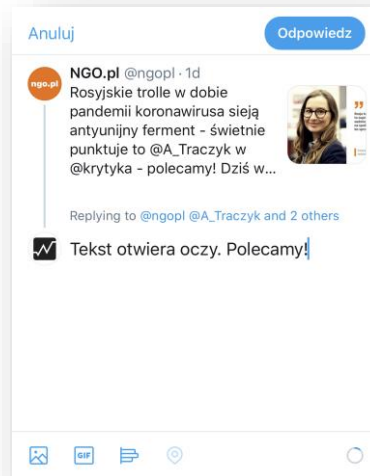 Anuluj
Odpowiedz
ngo.pl
NGO.pl @ngopl · 1d
Rosyjskie trolle w dobie
pandemii koronawirusa sieją
antyunijny ferment - świetnie
punktuje to @A_Traczyk w
@krytyka - polecamy! Dziś w...
Replying to @ngopl @A_Traczyk and 2 others
Tekst otwiera oczy. Polecamy!
GIF